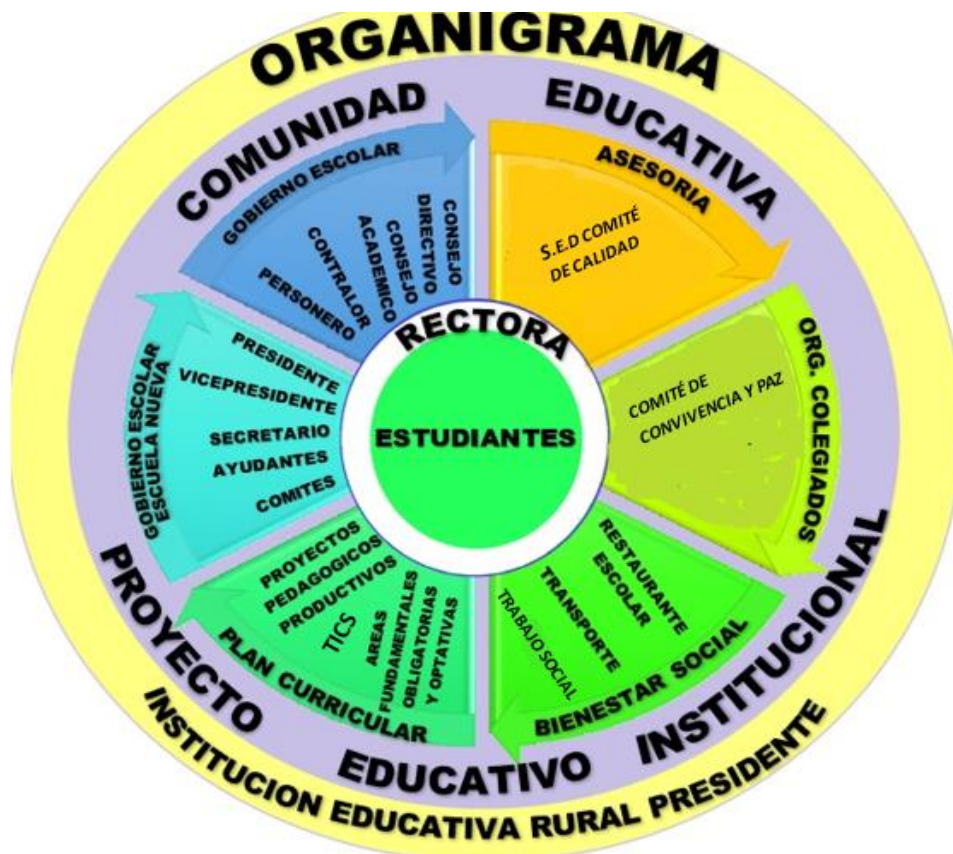 ORGANIGRAMA
COMUNIDAD
EDUCATIVA
GOBIERNO ESCOLAR
PERSONERO
CONTRALOR
CONSEJO
ACADEMICO
CONSEJO
DIRECTIVO
ASESORIA
S.E.D COMITÉ
DE CALIDAD
ORG. COLEGIADOS
COMITÉ DE
CONVIVENCIA Y PAZ
BIENESTAR SOCIAL
RESTAURANTE
ESCOLAR
TRANSPORTE
TRABAJO SOCIAL
PLAN CURRICULAR
PROYECTOS
PEDAGOGICOS
PRODUCTIVOS
TICS
AREAS
FUNDAMENTALES
OBLIGATORIAS
Y OPTATIVAS
GOBIERNO ESCOLAR
ESCUELA NUEVA
PRESIDENTE
VICEPRESIDENTE
SECRETARIO
AYUDANTES
COMITES
RECTORA
ESTUDIANTES
PROYECTO
EDUCATIVO
INSTITUCIONAL
INSTITUCION EDUCATIVA RURAL PRESIDENTE